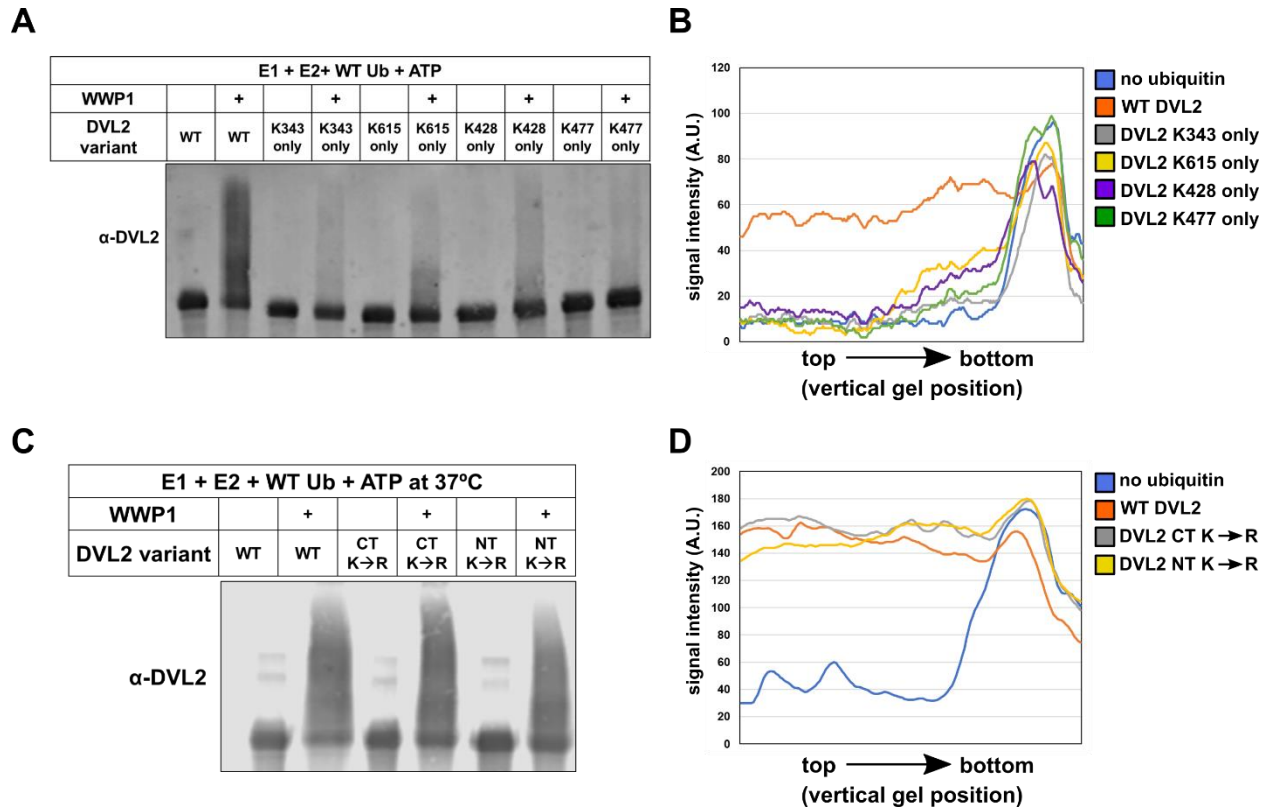 A
E1 + E2+ WT Ub + ATP
WWP1 + + + + +
DVL2 variant WT WT K343 only K343 only K615 only K615 only K428 only K428 only K477 only K477 only
α-DVL2
B
120
100
80
60
40
20
0
signal intensity (A.U.)
top bottom
(vertical gel position)
no ubiquitin
WT DVL2
DVL2 K343 only
DVL2 K615 only
DVL2 K428 only
DVL2 K477 only
C
E1 + E2 + WT Ub + ATP at 37ºC
WWP1 + + +
DVL2 variant WT WT CT K→R CT K→R NT K→R NT K→R
α-DVL2
D
200
180
160
140
120
100
80
60
40
20
0
signal intensity (A.U.)
top bottom
(vertical gel position)
no ubiquitin
WT DVL2
DVL2 CT K→R
DVL2 NT K→R